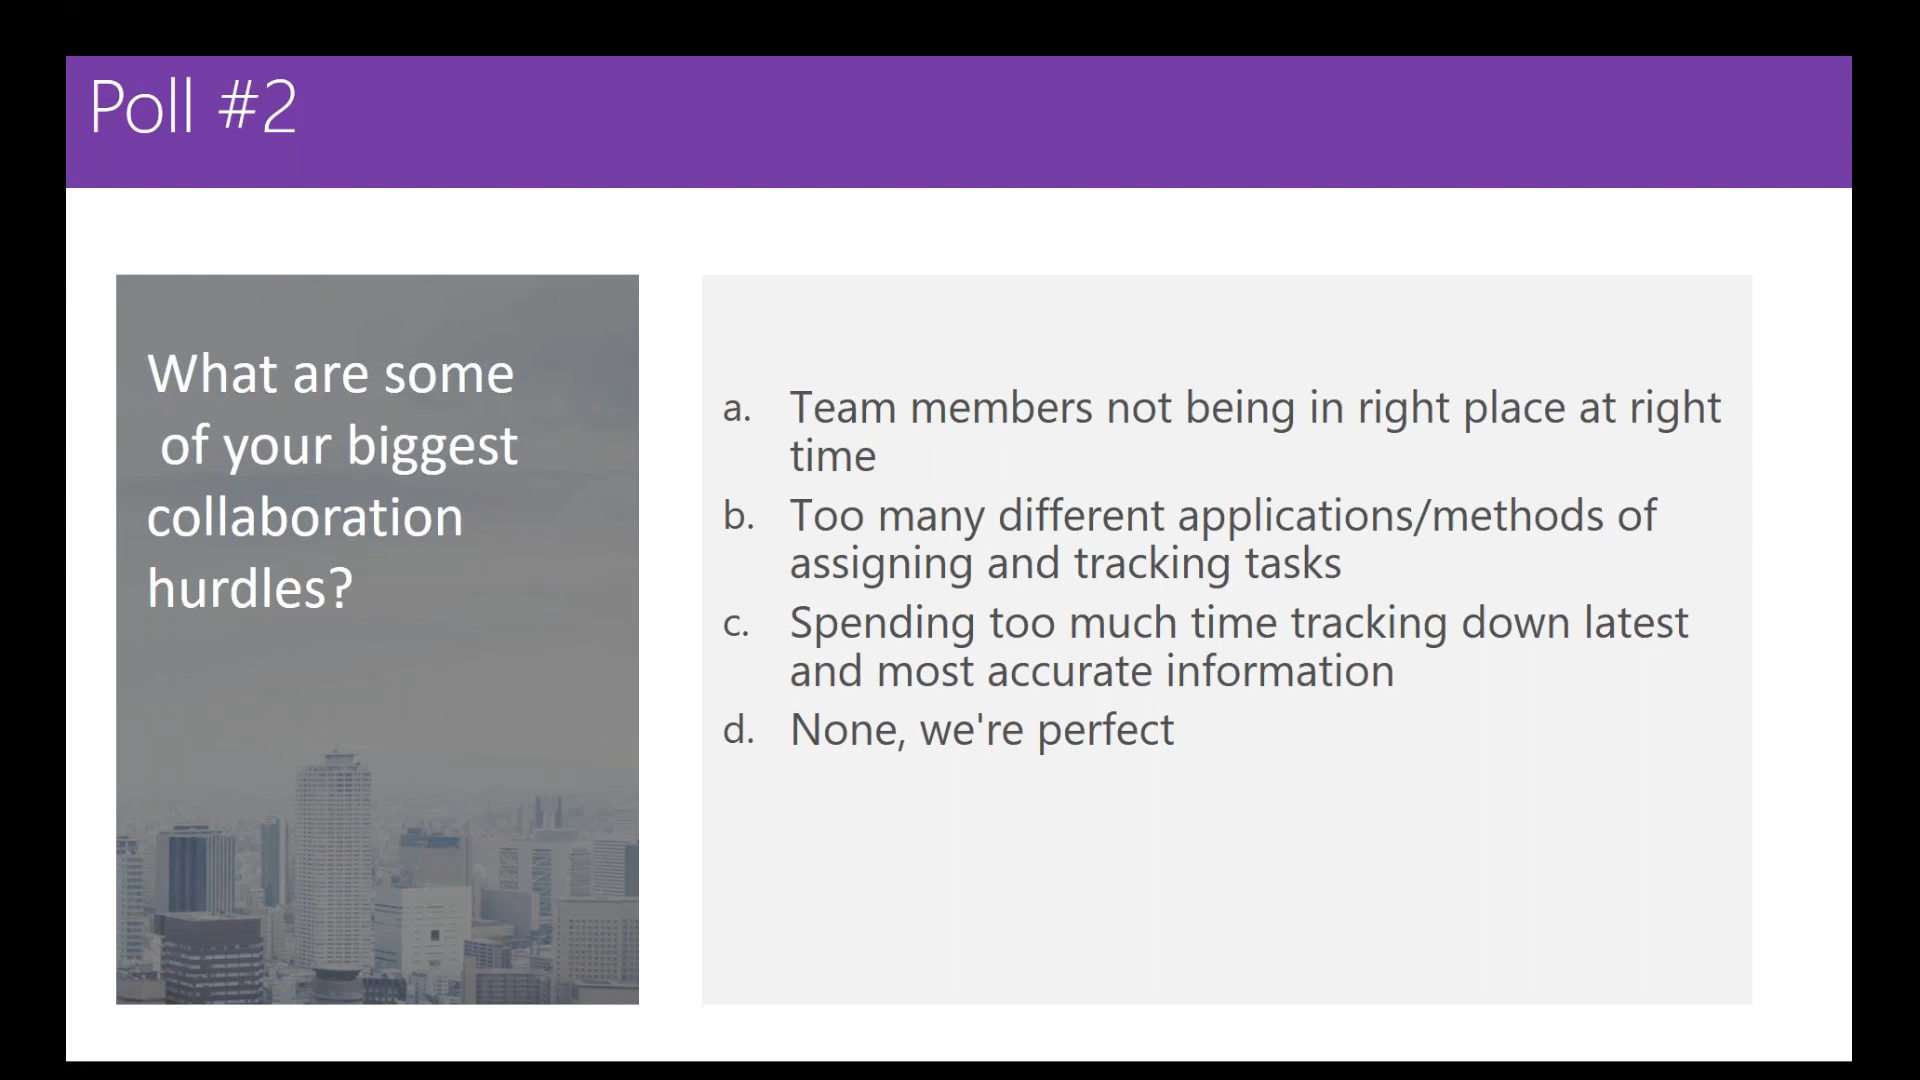 Poll #2
What are some
of your biggest
collaboration
hurdles?
a. Team members not being in right place at right
time
b. Too many different applications/methods of
assigning and tracking tasks
c. Spending too much time tracking down latest
and most accurate information
d. None, we're perfect